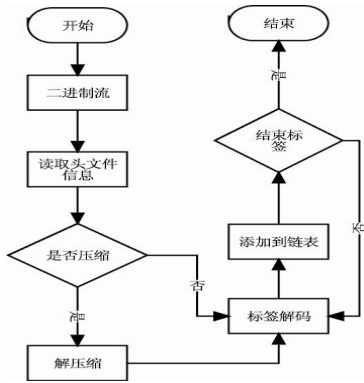 开始
二进制流
读取头文件
信息
是否压缩
是
解压缩
否
标签解码
添加到链表
结束标
签
是
否
结束